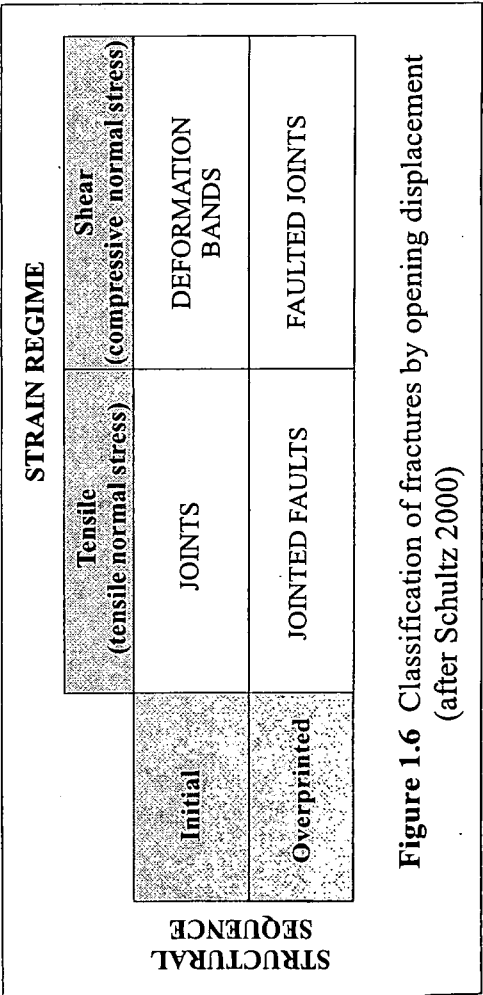 STRAIN REGIME
Tensile
(tensile normal stress)
Shear
(compressive normal stress)
STRUCTURAL
SEQUENCE
Initial
JOINTS
DEFORMATION
BANDS
Overprinted
JOINTED FAULTS
FAULTED JOINTS
Figure 1.6 Classification of fractures by opening displacement
(after Schultz 2000)